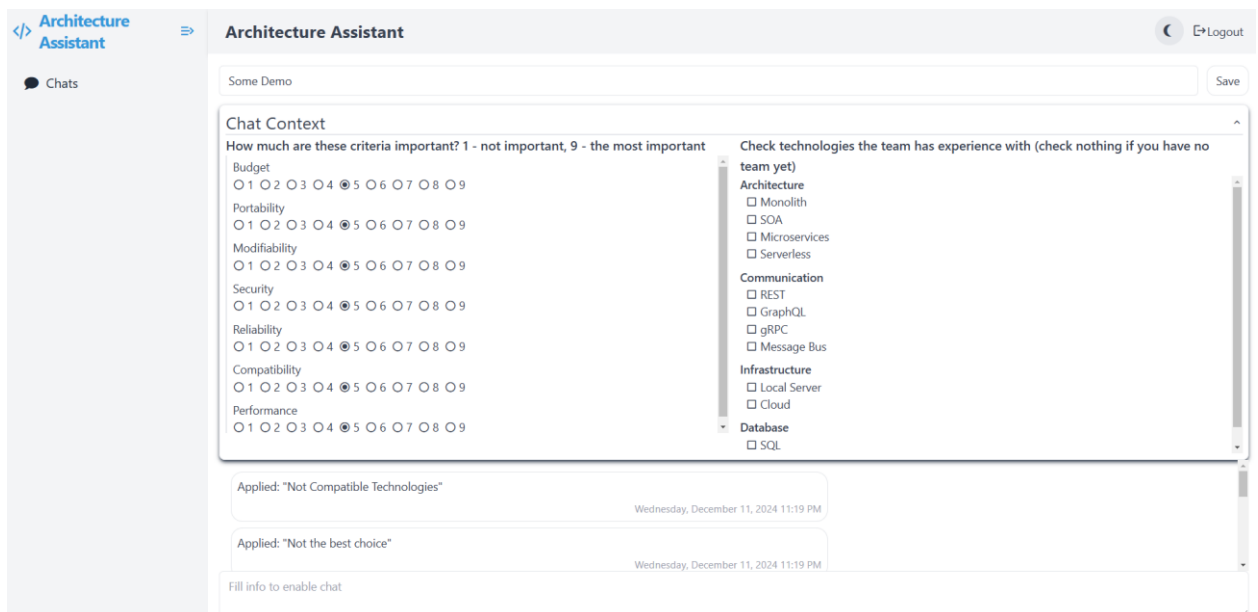 </> Architecture
Assistant
Architecture Assistant
Logout
Chats
Some Demo
Save
Chat Context
How much are these criteria important? 1 - not important, 9 - the most important
Budget
1 2 3 4 5 6 7 8 9
Portability
1 2 3 4 5 6 7 8 9
Modifiability
1 2 3 4 5 6 7 8 9
Security
1 2 3 4 5 6 7 8 9
Reliability
1 2 3 4 5 6 7 8 9
Compatibility
1 2 3 4 5 6 7 8 9
Performance
1 2 3 4 5 6 7 8 9
Check technologies the team has experience with (check nothing if you have no
team yet)
Architecture
Monolith
SOA
Microservices
Serverless
Communication
REST
GraphQL
gRPC
Message Bus
Infrastructure
Local Server
Cloud
Database
SQL
Applied: "Not Compatible Technologies"
Wednesday, December 11, 2024 11:19 PM
Applied: "Not the best choice"
Wednesday, December 11, 2024 11:19 PM
Fill info to enable chat